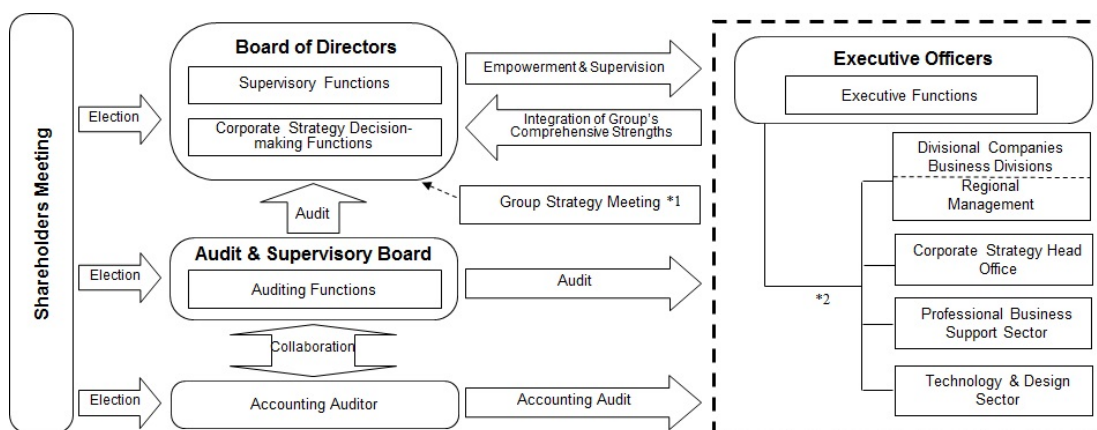 Shareholders Meeting
Election
Board of Directors
Supervisory Functions
Corporate Strategy Decision-
making Functions
Empowerment & Supervision
Integration of Group's
Comprehensive Strengths
Group Strategy Meeting *1
Audit
Election
Audit & Supervisory Board
Auditing Functions
Audit
Collaboration
Election
Accounting Auditor
Accounting Audit
Executive Officers
Executive Functions
Divisional Companies
Business Divisions
Regional
Management
Corporate Strategy Head
Office
*2
Professional Business
Support Sector
Technology & Design
Sector